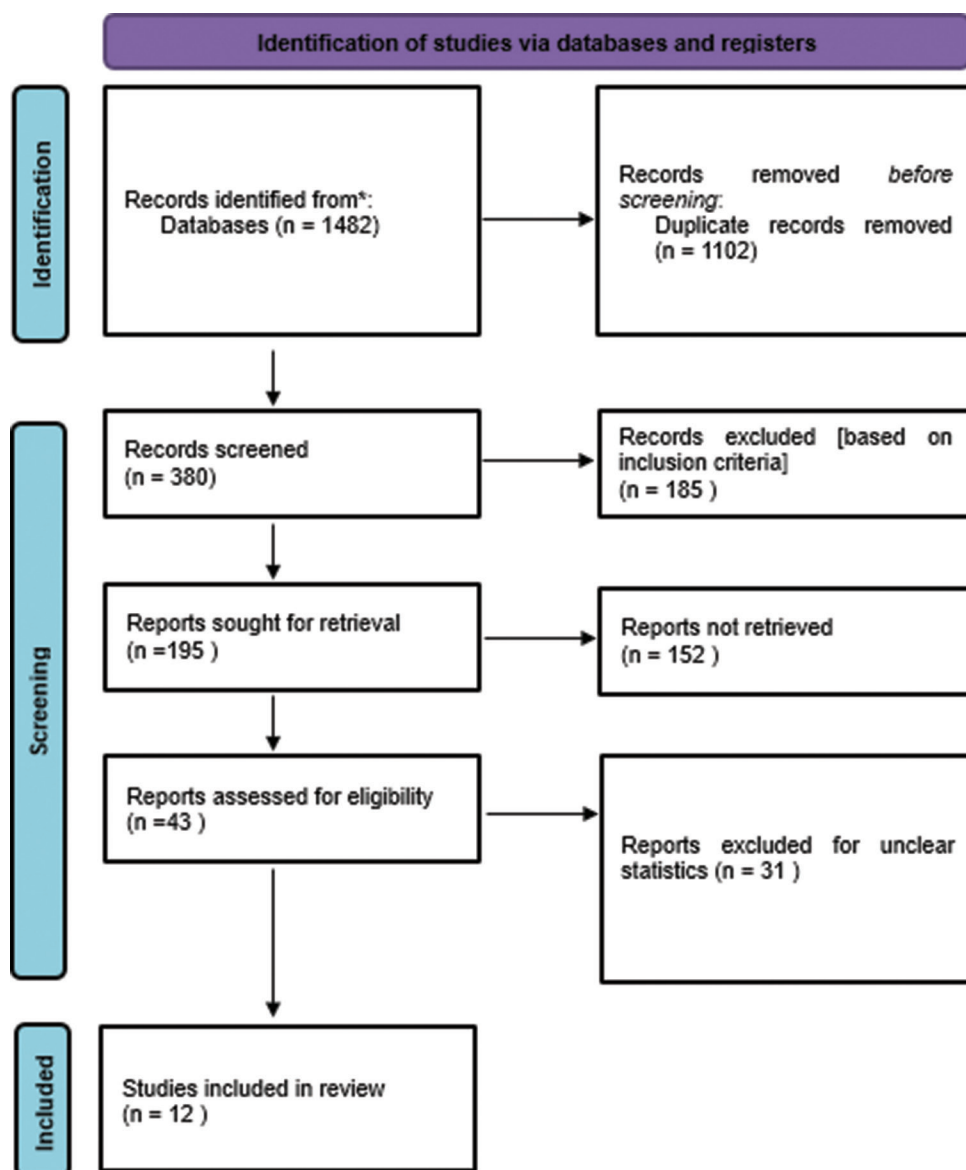 Identification of studies via databases and registers
Identification
Records identified from*:
Databases (n = 1482)
Records removed before
screening:
Duplicate records removed
(n = 1102)
Screening
Records screened
(n = 380)
Records excluded [based on
inclusion criteria]
(n = 185 )
Reports sought for retrieval
(n =195 )
Reports not retrieved
(n = 152 )
Reports assessed for eligibility
(n =43 )
Reports excluded for unclear
statistics (n = 31 )
Included
Studies included in review
(n = 12 )